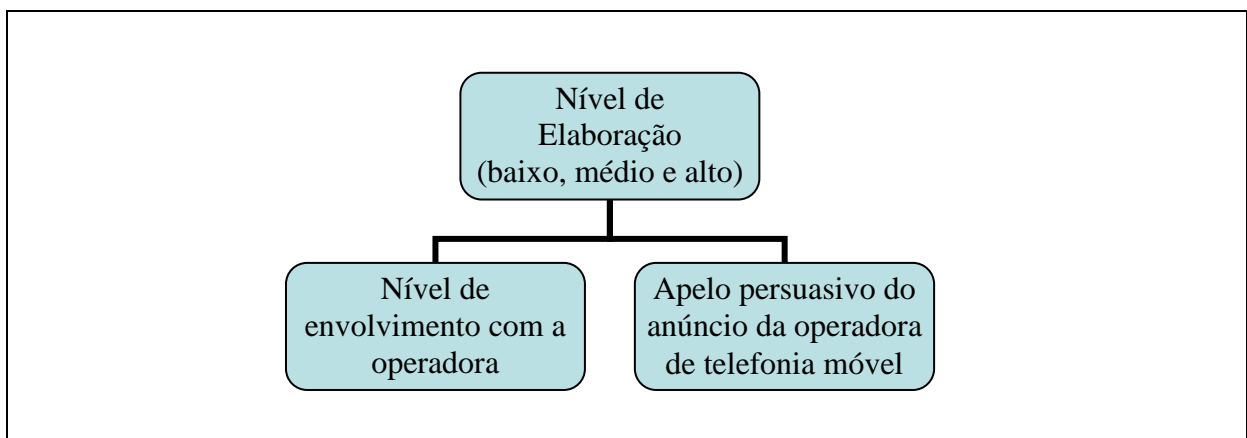 Nível de
Elaboração
(baixo, médio e alto)
Nível de
envolvimento com a
operadora
Apelo persuasivo do
anúncio da operadora
de telefonia móvel